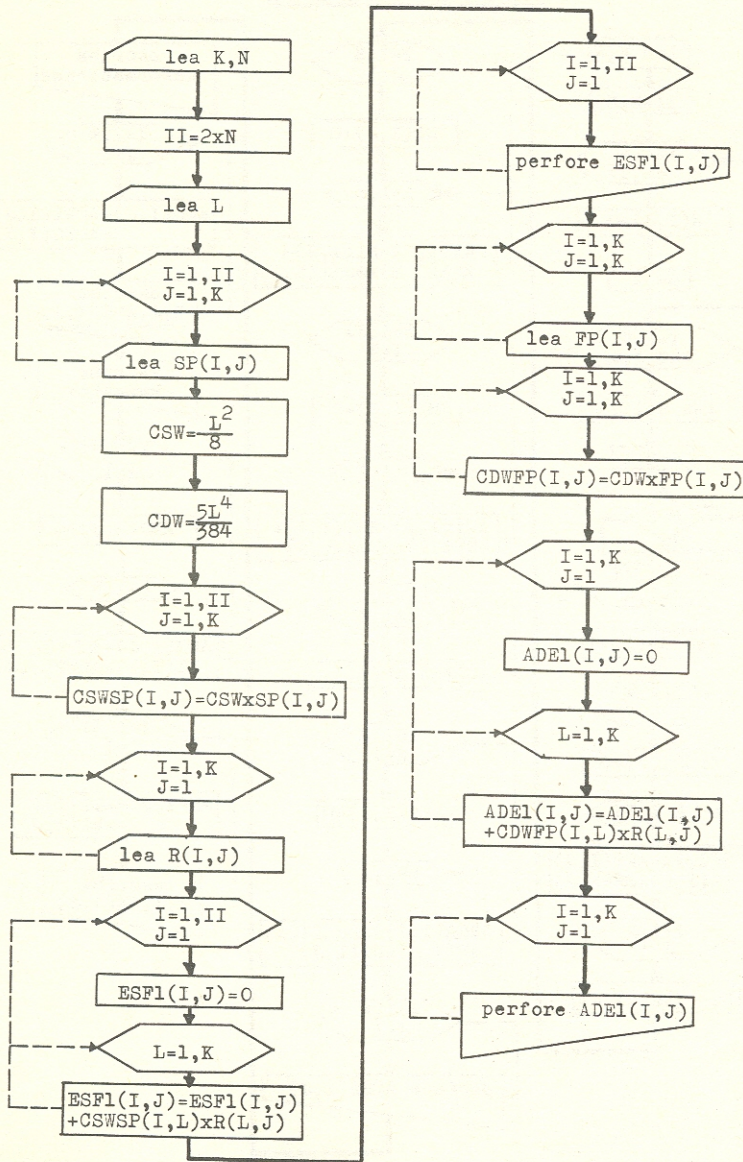 lea K,N
II=2xN
lea L
I=1,II
J=1,K
lea SP(I,J)
CSW=L²/8
CDW=5L⁴/384
I=1,II
J=1,K
CSWSP(I,J)=CSWxSP(I,J)
I=1,K
J=1
lea R(I,J)
I=1,II
J=1
ESF1(I,J)=0
L=1,K
ESF1(I,J)=ESF1(I,J)
+CSWSP(I,L)xR(L,J)
I=1,II
J=1
perfore ESF1(I,J)
I=1,K
J=1,K
lea FP(I,J)
I=1,K
J=1,K
CDWFP(I,J)=CDWxFP(I,J)
I=1,K
J=1
ADE1(I,J)=0
L=1,K
ADE1(I,J)=ADE1(I,J)
+CDWFP(I,L)xR(L,J)
I=1,K
J=1
perfore ADE1(I,J)